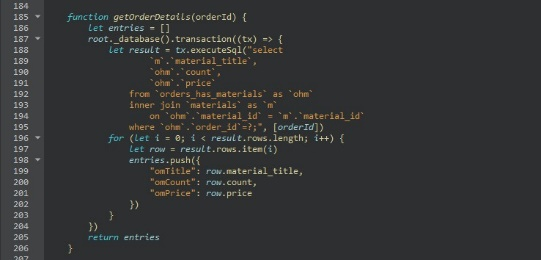 184
185 function getOrderDetails(orderId) {
186 let entries = []
187 root._database().transaction((tx) => {
188 let result = tx.executeSql("select
189 `m`.`material_title`,
190 `ohm`.`count`,
191 `ohm`.`price`
192 from `orders_has_materials` as `ohm`
193 inner join `materials` as `m`
194 on `ohm`.`material_id` = `m`.`material_id`
195 where `ohm`.`order_id`=?;", [orderId])
196 for (let i = 0; i < result.rows.length; i++) {
197 let row = result.rows.item(i)
198 entries.push({
199 "omTitle": row.material_title,
200 "omCount": row.count,
201 "omPrice": row.price
202 })
203 }
204 })
205 return entries
206 }
207